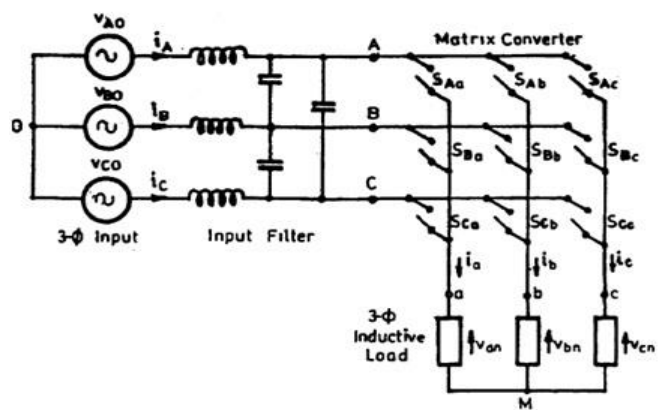 vAO
iA
A
Matrix Converter
SAa
SAb
SAc
vBO
iB
B
SBa
SBb
SBc
vCO
iC
C
3-Φ Input
Input Filter
SCa
SCb
ia
ib
ic
a
b
c
3-Φ
Inductive
Load
van
vbn
vcn
M